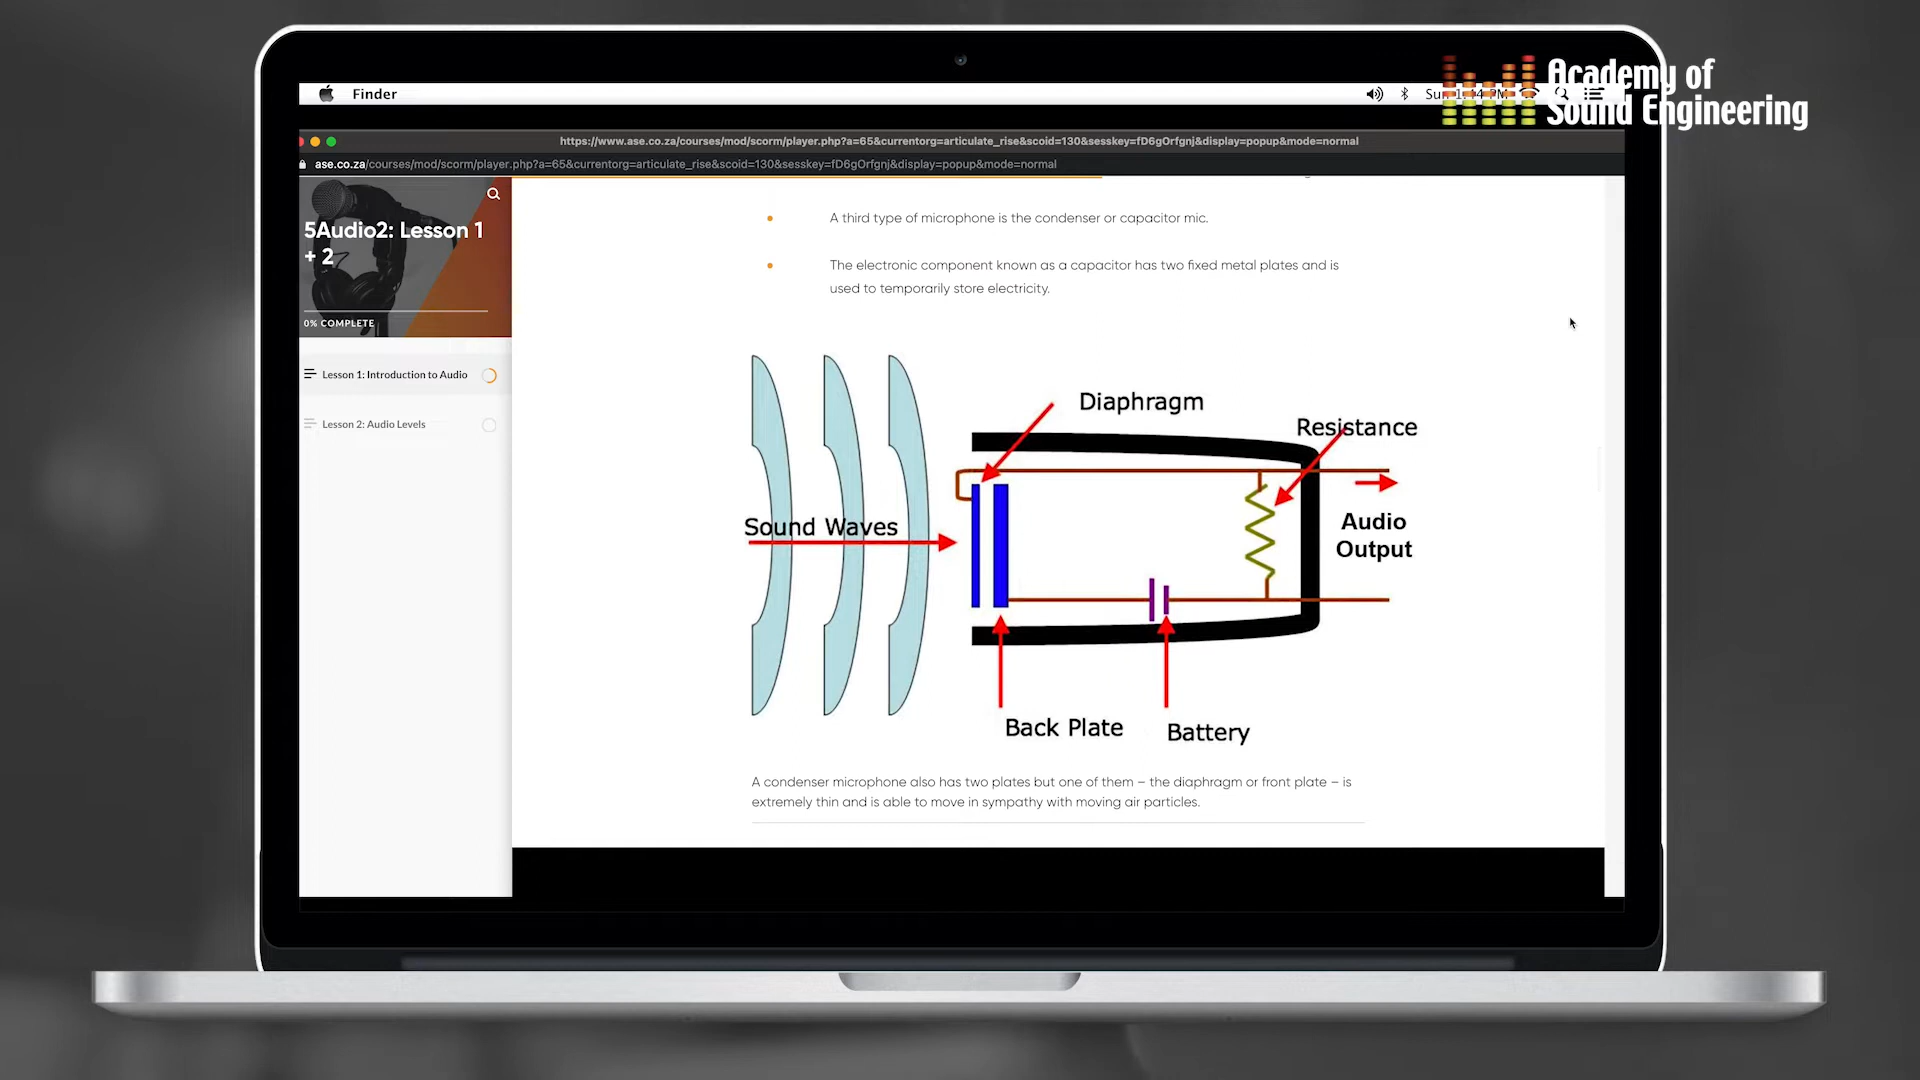 Academy of
Sound Engineering
Finder
https://www.ase.co.za/courses/mod/scorm/player.php?a=65&currentorg=articulate_rise&scoid=130&sesskey=fD6gOrfgnj&display=popup&mode=normal
ase.co.za/courses/mod/scorm/player.php?a=65&currentorg=articulate_rise&scoid=130&sesskey=fD6gOrfgnj&display=popup&mode=normal
5Audio2: Lesson 1
+ 2
0% COMPLETE
Lesson 1: Introduction to Audio
Lesson 2: Audio Levels
A third type of microphone is the condenser or capacitor mic.
The electronic component known as a capacitor has two fixed metal plates and is
used to temporarily store electricity.
Diaphragm
Resistance
Sound Waves
Audio
Output
Back Plate
Battery
A condenser microphone also has two plates but one of them – the diaphragm or front plate – is
extremely thin and is able to move in sympathy with moving air particles.